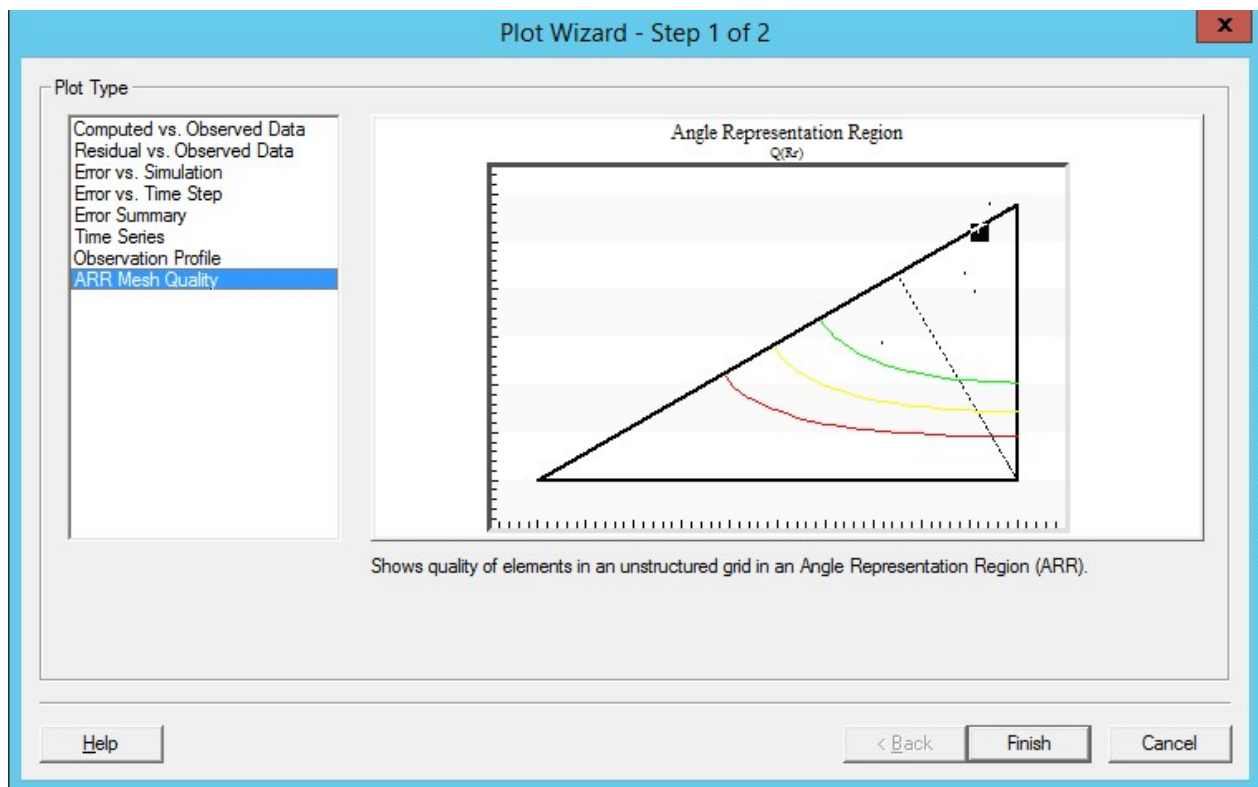 Plot Wizard - Step 1 of 2
x
Plot Type
Computed vs. Observed Data
Residual vs. Observed Data
Error vs. Simulation
Error vs. Time Step
Error Summary
Time Series
Observation Profile
ARR Mesh Quality
Angle Representation Region
Q(Rr)
Shows quality of elements in an unstructured grid in an Angle Representation Region (ARR).
Help
< Back
Finish
Cancel